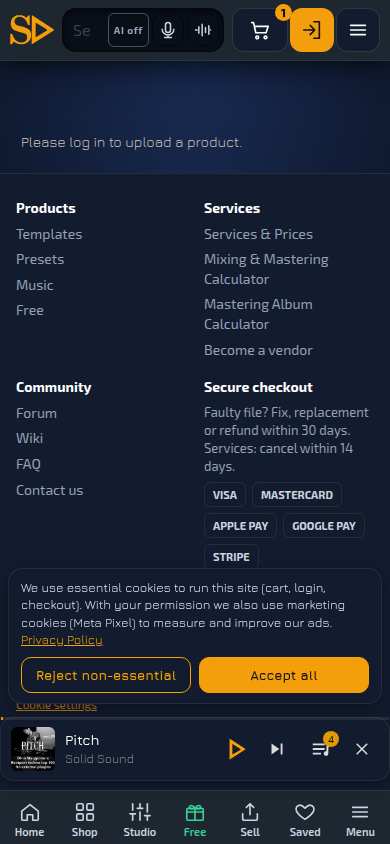 SD
Se
AI off
1
Please log in to upload a product.
Products
Templates
Presets
Music
Free
Services
Services & Prices
Mixing & Mastering
Calculator
Mastering Album
Calculator
Become a vendor
Community
Forum
Wiki
FAQ
Contact us
Secure checkout
Faulty file? Fix, replacement
or refund within 30 days.
Services: cancel within 14
days.
VISA
MASTERCARD
APPLE PAY
GOOGLE PAY
STRIPE
We use essential cookies to run this site (cart, login,
checkout). With your permission we also use marketing
cookies (Meta Pixel) to measure and improve our ads.
Privacy Policy
Reject non-essential
Accept all
Cookie settings
PITCH
Pitch
Solid Sound
4
Home
Shop
Studio
Free
Sell
Saved
Menu